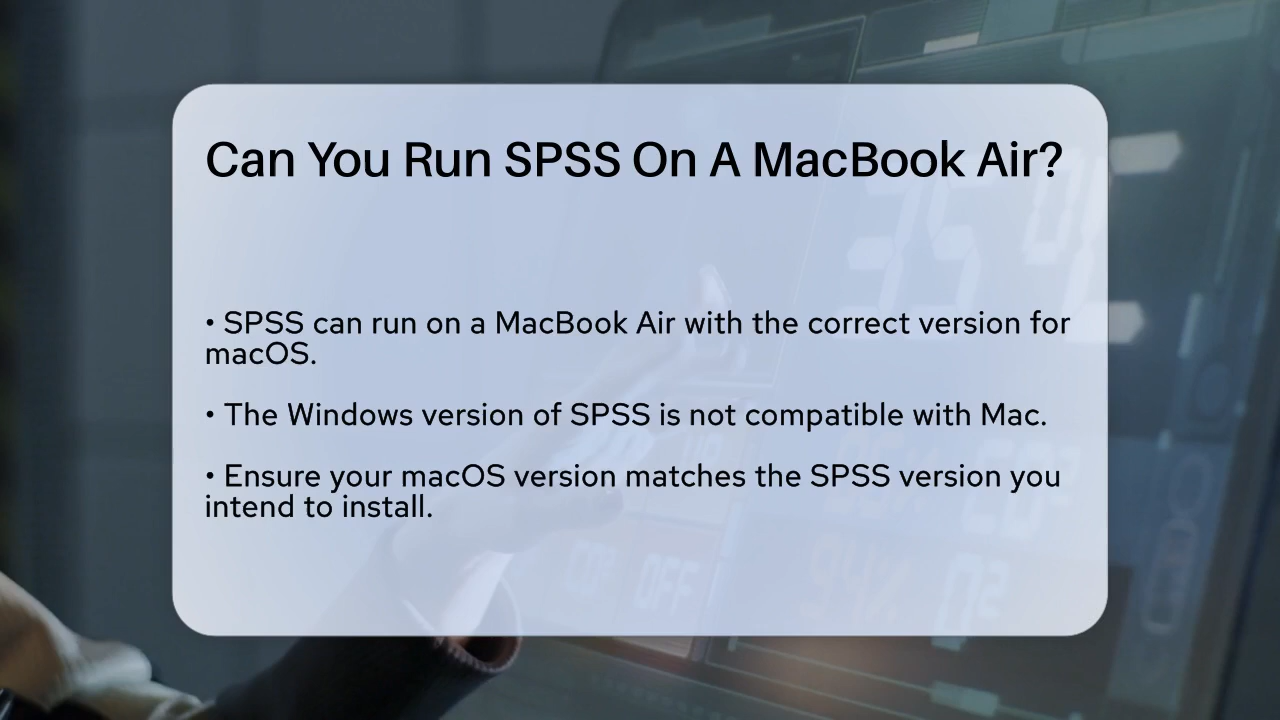 Can You Run SPSS On A MacBook Air?
• SPSS can run on a MacBook Air with the correct version for
macOS.
• The Windows version of SPSS is not compatible with Mac.
• Ensure your macOS version matches the SPSS version you
intend to install.
OFF